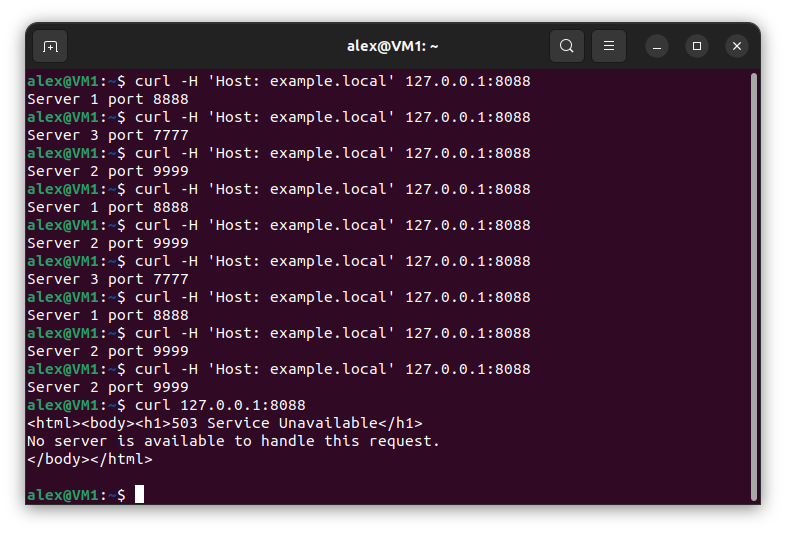 alex@VM1: ~
alex@VM1:~$ curl -H 'Host: example.local' 127.0.0.1:8088
Server 1 port 8888
alex@VM1:~$ curl -H 'Host: example.local' 127.0.0.1:8088
Server 3 port 7777
alex@VM1:~$ curl -H 'Host: example.local' 127.0.0.1:8088
Server 2 port 9999
alex@VM1:~$ curl -H 'Host: example.local' 127.0.0.1:8088
Server 1 port 8888
alex@VM1:~$ curl -H 'Host: example.local' 127.0.0.1:8088
Server 2 port 9999
alex@VM1:~$ curl -H 'Host: example.local' 127.0.0.1:8088
Server 3 port 7777
alex@VM1:~$ curl -H 'Host: example.local' 127.0.0.1:8088
Server 1 port 8888
alex@VM1:~$ curl -H 'Host: example.local' 127.0.0.1:8088
Server 2 port 9999
alex@VM1:~$ curl -H 'Host: example.local' 127.0.0.1:8088
Server 2 port 9999
alex@VM1:~$ curl 127.0.0.1:8088
<html><body><h1>503 Service Unavailable</h1>
No server is available to handle this request.
</body></html>
alex@VM1:~$